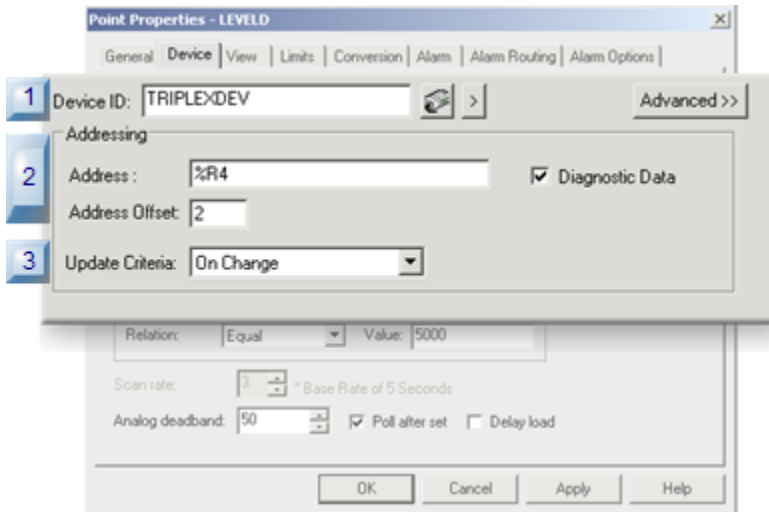 Point Properties - LEVELD
General Device View Limits Conversion Alarm Alarm Routing Alarm Options
1 Device ID: TRIPLEXDEV > Advanced >>
Addressing
2 Address : %R4 Diagnostic Data
Address Offset: 2
3 Update Criteria: On Change
Relation: Equal Value: 5000
Scan rate: 3 * Base Rate of 5 Seconds
Analog deadband: 50 Poll after set Delay load
OK Cancel Apply Help